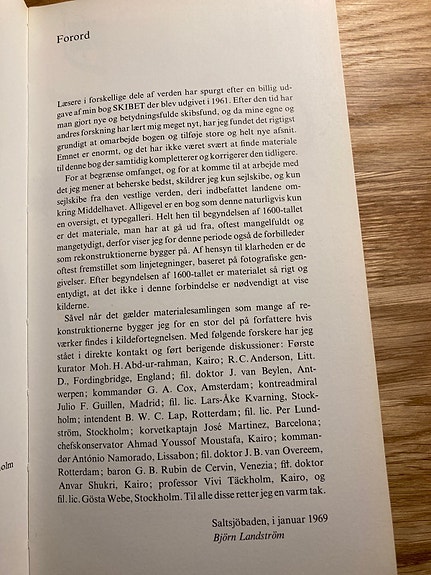 Forord
Læsere i forskellige dele af verden har spurgt efter en billig ud-
gave af min bog SKIBET der blev udgivet i 1961. Efter den tid har
man gjort nye og betydningsfulde skibsfund, og da mine egne og
andres forskning har lært mig meget nyt, har jeg fundet det rigtigst
grundigt at omarbejde bogen og tilføje store og helt nye afsnit.
Emnet er enormt, og det har ikke været svært at finde materiale
til denne bog der samtidig kompletterer og korrigerer den tidligere.
For at begrænse omfanget, og for at komme til at arbejde med
det jeg mener at beherske bedst, skildrer jeg kun sejlskibe, og kun
sejlskibe fra den vestlige verden, deri indbefattet landene om-
kring Middelhavet. Alligevel er en bog som denne naturligvis kun
en oversigt, et typegalleri. Helt hen til begyndelsen af 1600-tallet
er det materiale, man har at gå ud fra, oftest mangelfuldt og
mangetydigt, derfor viser jeg for denne periode også de forbilleder
som rekonstruktionerne bygger på. Af hensyn til klarheden er de
oftest fremstillet som linjetegninger, baseret på fotografiske gen-
givelser. Efter begyndelsen af 1600-tallet er materialet så rigt og
entydigt, at det ikke i denne forbindelse er nødvendigt at vise
kilderne.
Såvel når det gælder materialesamlingen som mange af re-
konstruktionerne bygger jeg for en stor del på forfattere hvis
værker findes i kildefortegnelsen. Med følgende forskere har jeg
stået i direkte kontakt og ført berigende diskussioner: Første
kurator Moh. H. Abd-ur-rahman, Kairo; R. C. Anderson, Litt.
D., Fordingbridge, England; fil. doktor J. van Beylen, Ant-
werpen; kommandør G. A. Cox, Amsterdam; kontreadmiral
Julio F. Guillen, Madrid; fil. lic. Lars-Åke Kvarning, Stock-
holm; intendent B. W. C. Lap, Rotterdam; fil. lic. Per Lund-
ström, Stockholm; korvetkaptajn José Martinez, Barcelona;
chefskonservator Ahmad Youssof Moustafa, Kairo; komman-
dør António Namorado, Lissabon; fil. doktor J. B. van Overeem,
Rotterdam; baron G. B. Rubin de Cervin, Venezia; fil. doktor
Anvar Shukri, Kairo; professor Vivi Täckholm, Kairo, og
fil. lic. Gösta Webe, Stockholm. Til alle disse retter jeg en varm tak.
Saltsjöbaden, i januar 1969
Björn Landström
olm